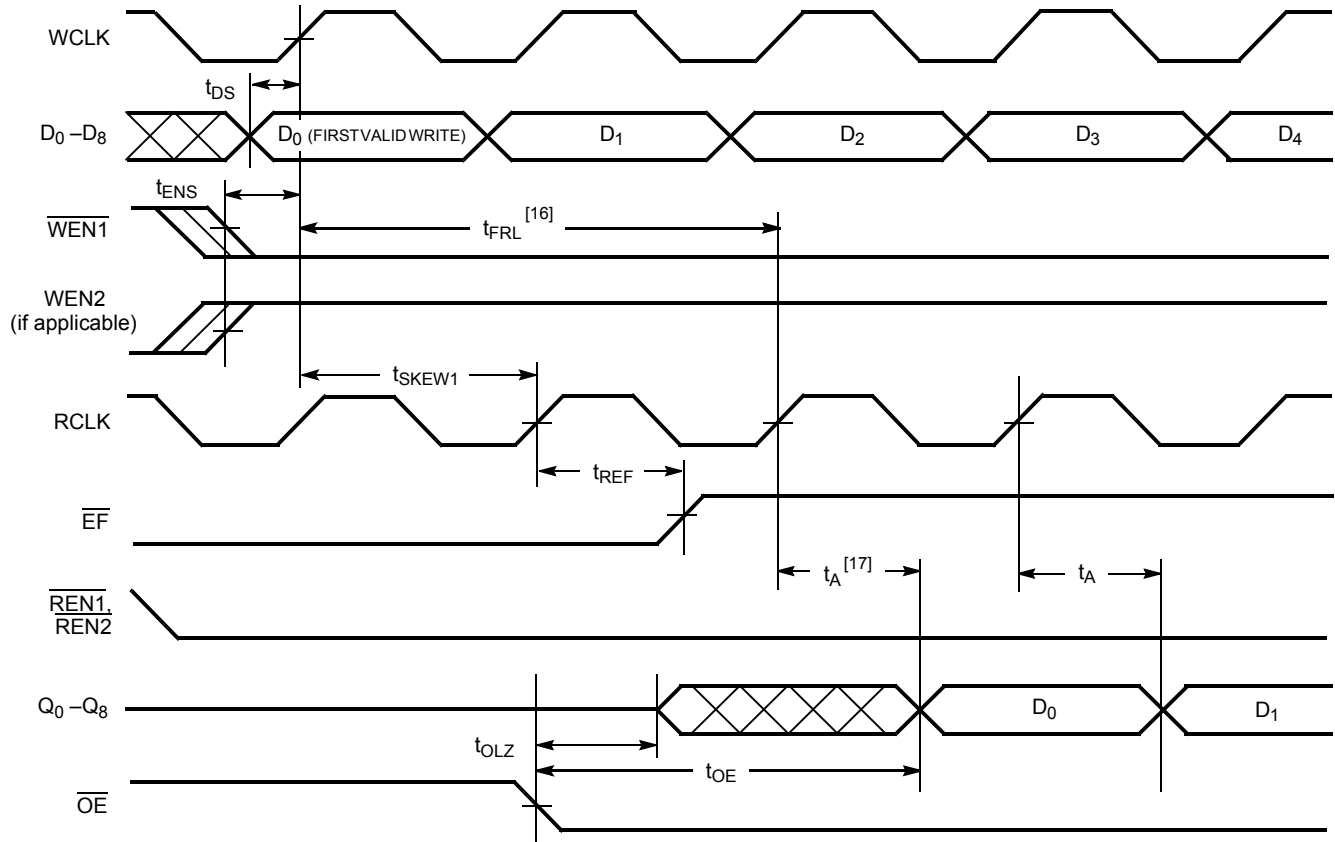 WCLK
tDS
D0 –D8
D0 (FIRST VALID WRITE)
D1
D2
D3
D4
tENS
WEN1
tFRL [16]
WEN2
(if applicable)
tSKEW1
RCLK
tREF
EF
tA [17]
tA
REN1,
REN2
Q0 –Q8
D0
D1
tOLZ
tOE
OE